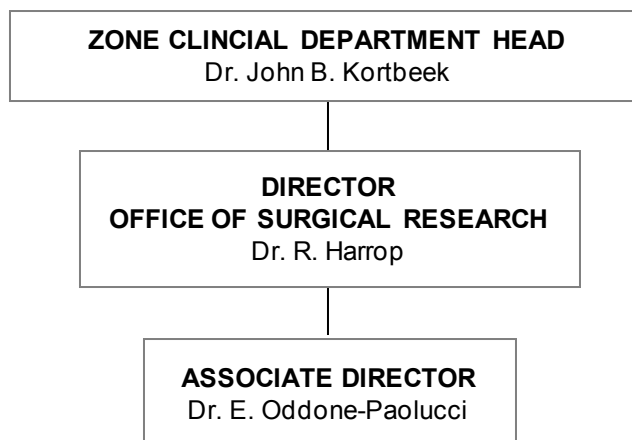 ZONE CLINCIAL DEPARTMENT HEAD
Dr. John B. Kortbeek
DIRECTOR
OFFICE OF SURGICAL RESEARCH
Dr. R. Harrop
ASSOCIATE DIRECTOR
Dr. E. Oddone-Paolucci